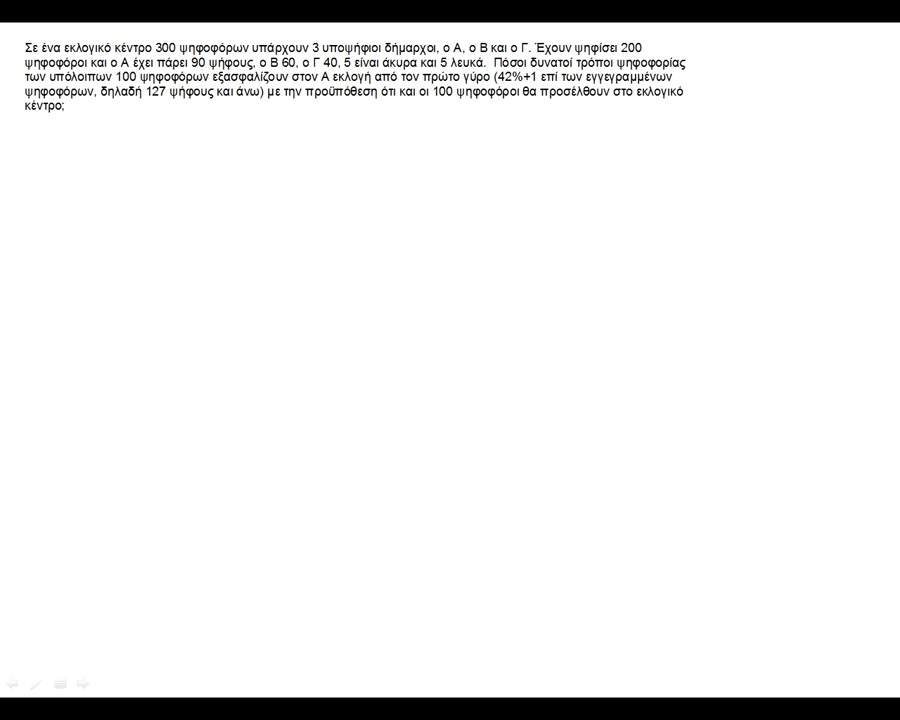 Σε ένα εκλογικό κέντρο 300 ψηφοφόρων υπάρχουν 3 υποψήφιοι δήμαρχοι, ο Α, ο Β και ο Γ. Έχουν ψηφίσει 200
ψηφοφόροι και ο Α έχει πάρει 90 ψήφους, ο Β 60, ο Γ 40, 5 είναι άκυρα και 5 λευκά. Πόσοι δυνατοί τρόποι ψηφοφορίας
των υπόλοιπων 100 ψηφοφόρων εξασφαλίζουν στον Α εκλογή από τον πρώτο γύρο (42%+1 επί των εγγεγραμμένων
ψηφοφόρων, δηλαδή 127 ψήφους και άνω) με την προϋπόθεση ότι και οι 100 ψηφοφόροι θα προσέλθουν στο εκλογικό
κέντρο;